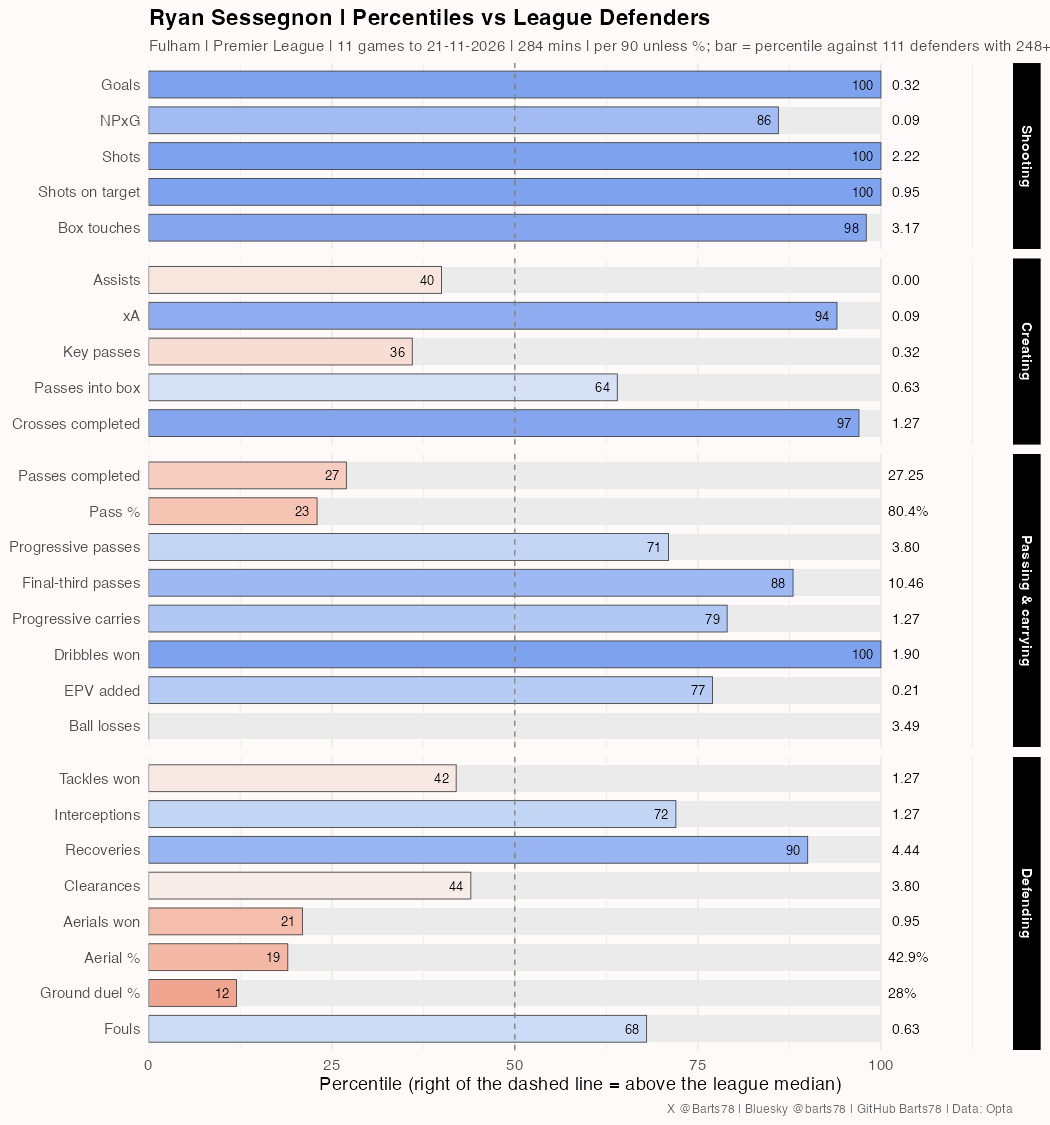 Ryan Sessegnon | Percentiles vs League Defenders
Fulham | Premier League | 11 games to 21-11-2026 | 284 mins | per 90 unless %; bar = percentile against 111 defenders with 248+
Shooting
Goals 100 0.32
NPxG 86 0.09
Shots 100 2.22
Shots on target 100 0.95
Box touches 98 3.17
Creating
Assists 40 0.00
xA 94 0.09
Key passes 36 0.32
Passes into box 64 0.63
Crosses completed 97 1.27
Passing & carrying
Passes completed 27 27.25
Pass % 23 80.4%
Progressive passes 71 3.80
Final-third passes 88 10.46
Progressive carries 79 1.27
Dribbles won 100 1.90
EPV added 77 0.21
Ball losses 3.49
Defending
Tackles won 42 1.27
Interceptions 72 1.27
Recoveries 90 4.44
Clearances 44 3.80
Aerials won 21 0.95
Aerial % 19 42.9%
Ground duel % 12 28%
Fouls 68 0.63
0 25 50 75 100
Percentile (right of the dashed line = above the league median)
X @Barts78 | Bluesky @barts78 | GitHub Barts78 | Data: Opta